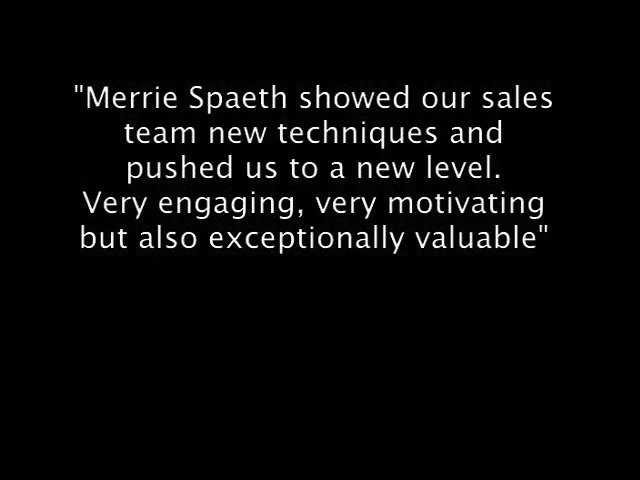 "Merrie Spaeth showed our sales
team new techniques and
pushed us to a new level.
Very engaging, very motivating
but also exceptionally valuable"